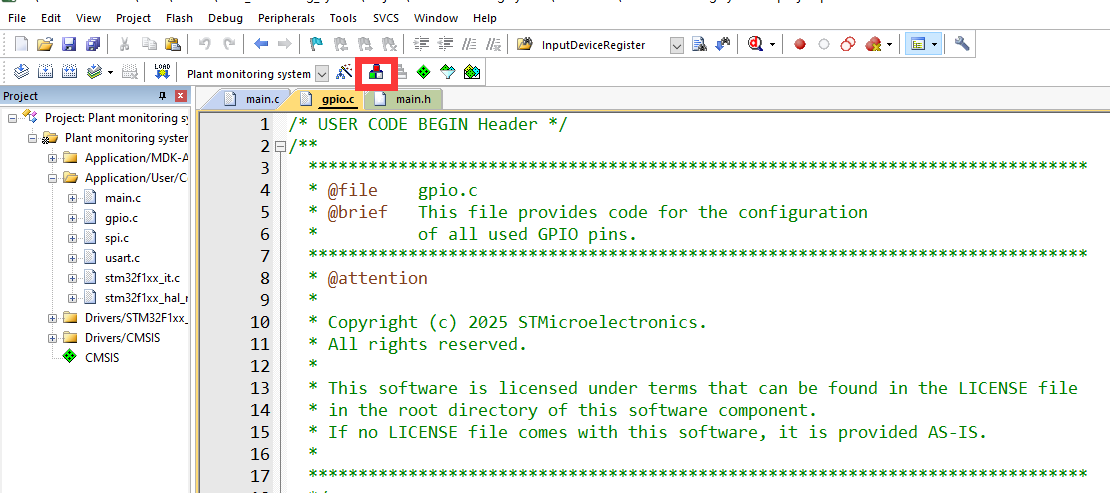 File Edit View Project Flash Debug Peripherals Tools SVCS Window Help
InputDeviceRegister
LOAD
Plant monitoring system
Project
main.c gpio.c main.h
Project: Plant monitoring sy
Plant monitoring system
Application/MDK-A
Application/User/C
main.c
gpio.c
spi.c
usart.c
stm32f1xx_it.c
stm32f1xx_hal_r
Drivers/STM32F1xx_
Drivers/CMSIS
CMSIS
1 /* USER CODE BEGIN Header */
2 /**
3 ******************************************************************************
4 * @file    gpio.c
5 * @brief   This file provides code for the configuration
6 *          of all used GPIO pins.
7 ******************************************************************************
8 * @attention
9 *
10 * Copyright (c) 2025 STMicroelectronics.
11 * All rights reserved.
12 *
13 * This software is licensed under terms that can be found in the LICENSE file
14 * in the root directory of this software component.
15 * If no LICENSE file comes with this software, it is provided AS-IS.
16 *
17 ******************************************************************************